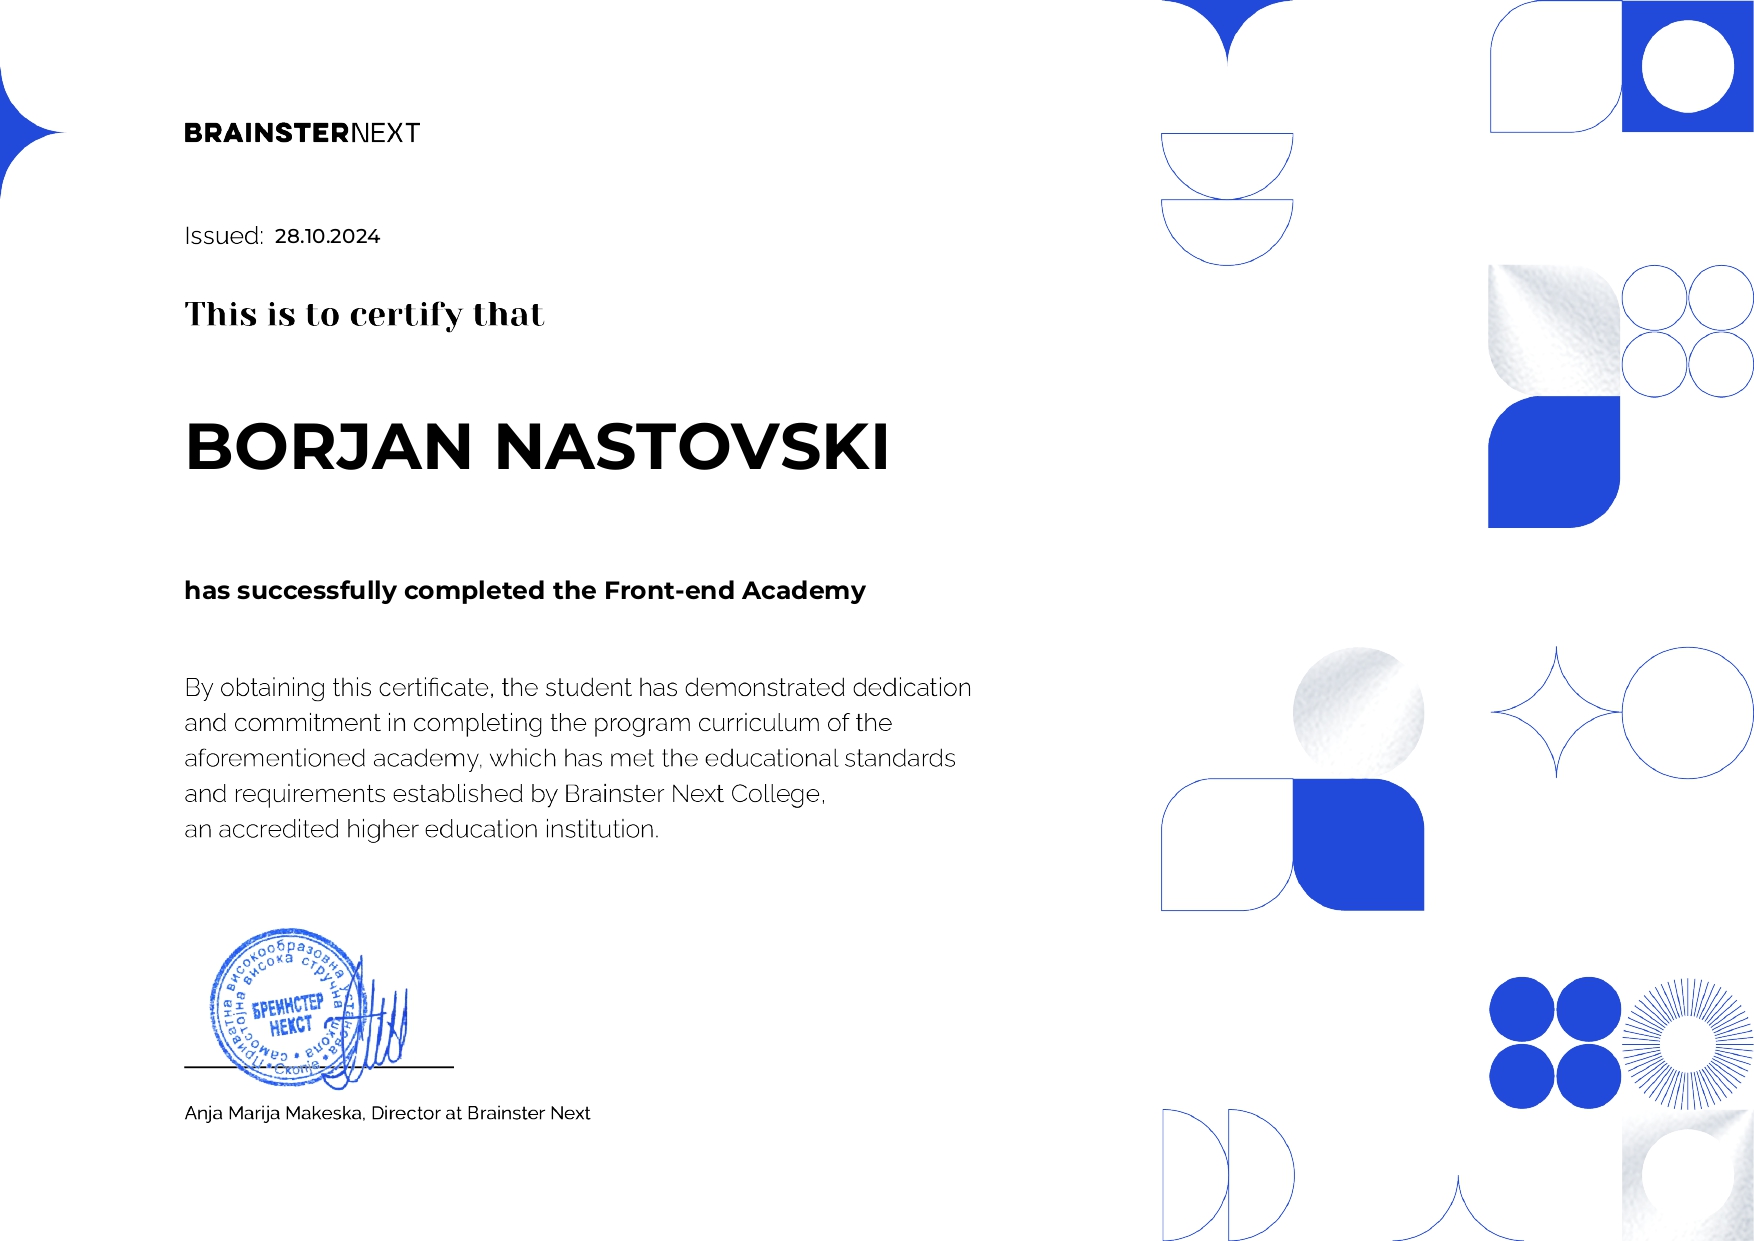 BRAINSTERNEXT
Issued: 28.10.2024
This is to certify that
BORJAN NASTOVSKI
has successfully completed the Front-end Academy
By obtaining this certificate, the student has demonstrated dedication
and commitment in completing the program curriculum of the
aforementioned academy, which has met the educational standards
and requirements established by Brainster Next College,
an accredited higher education institution.
Приватна високообразовна установа
самостојна висока стручна школа
БРЕИНСТЕР
НЕКСТ
Скопје
Anja Marija Makeska, Director at Brainster Next